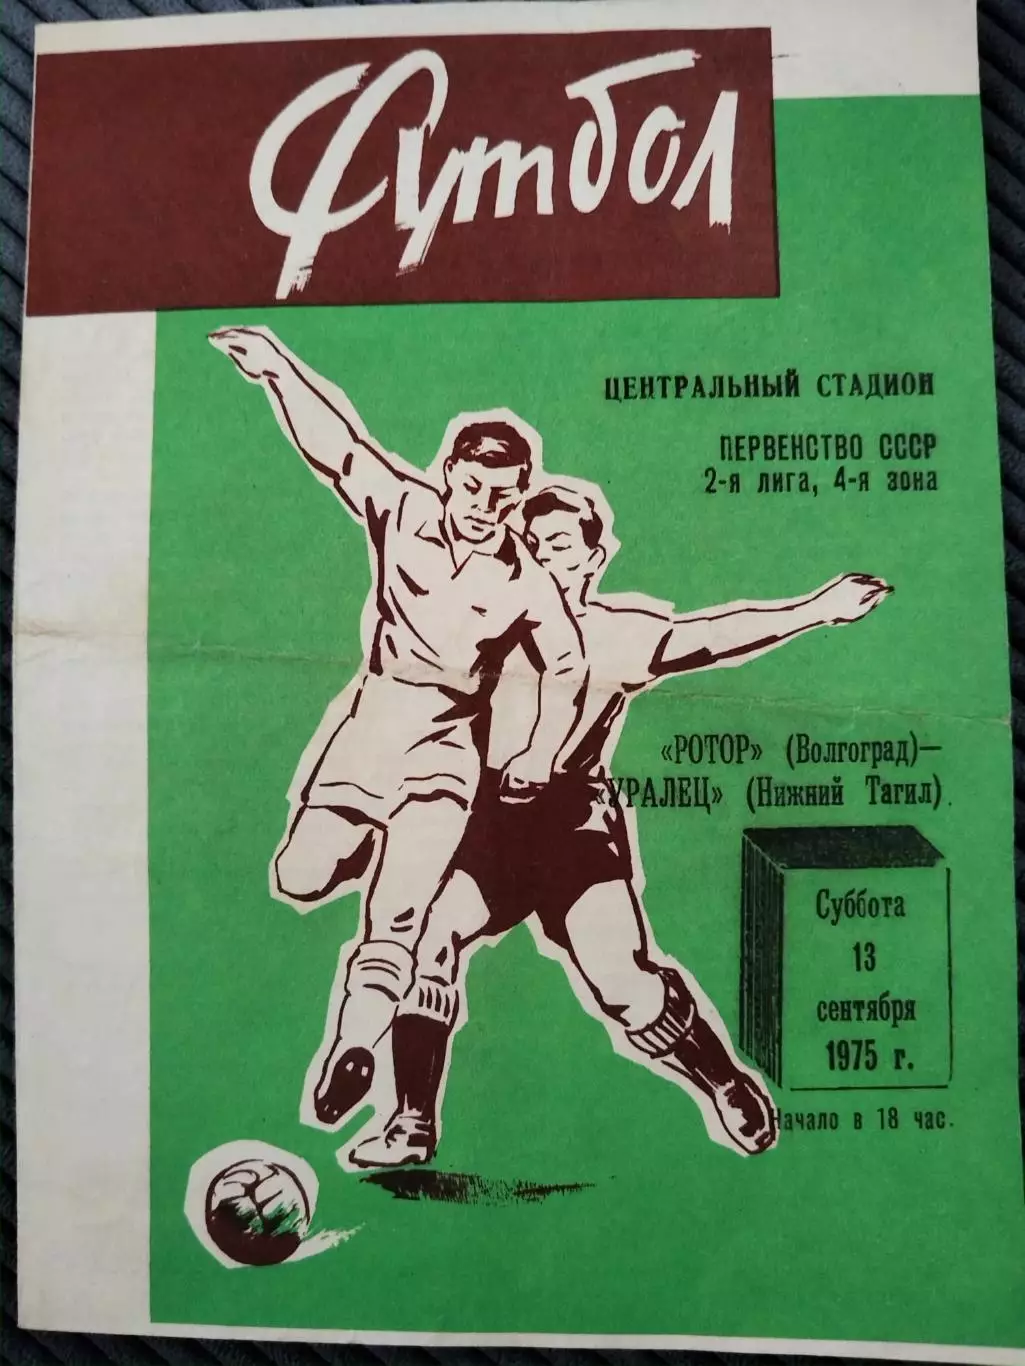 Футбол
ЦЕНТРАЛЬНЫЙ СТАДИОН
ПЕРВЕНСТВО СССР
2-я лига, 4-я зона
«РОТОР» (Волгоград)—
«УРАЛЕЦ» (Нижний Тагил).
Суббота
13
сентября
1975 г.
Начало в 18 час.